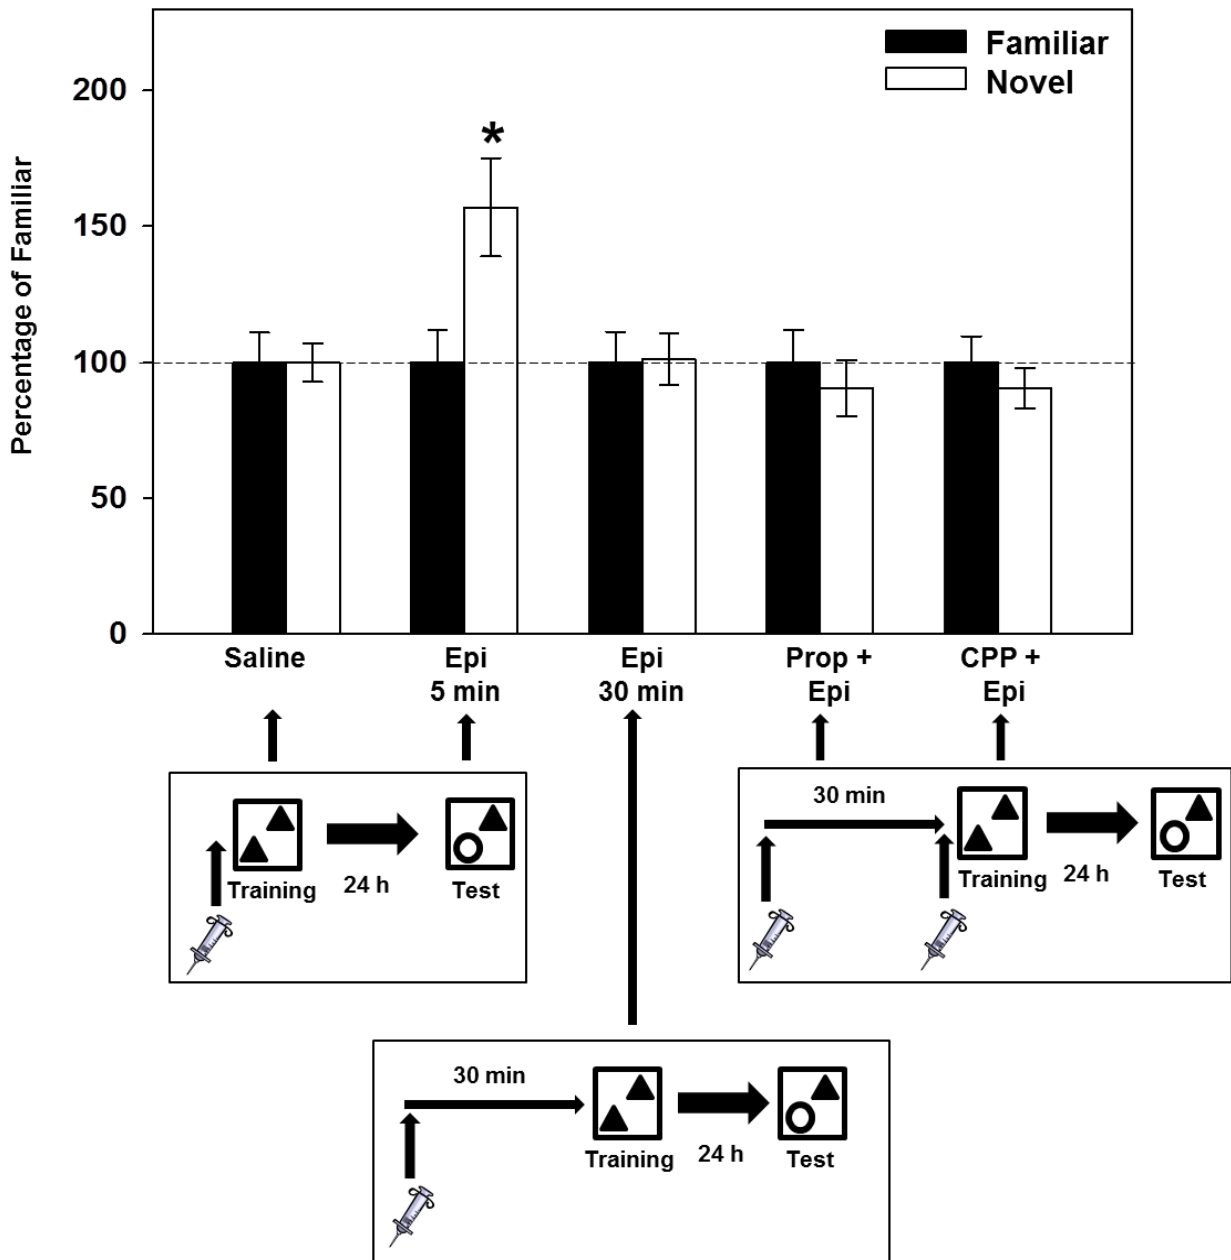 Familiar
Novel
200
150
100
50
0
Percentage of Familiar
*
Saline
Epi
5 min
Epi
30 min
Prop +
Epi
CPP +
Epi
Training
24 h
Test
30 min
Training
24 h
Test
30 min
Training
24 h
Test